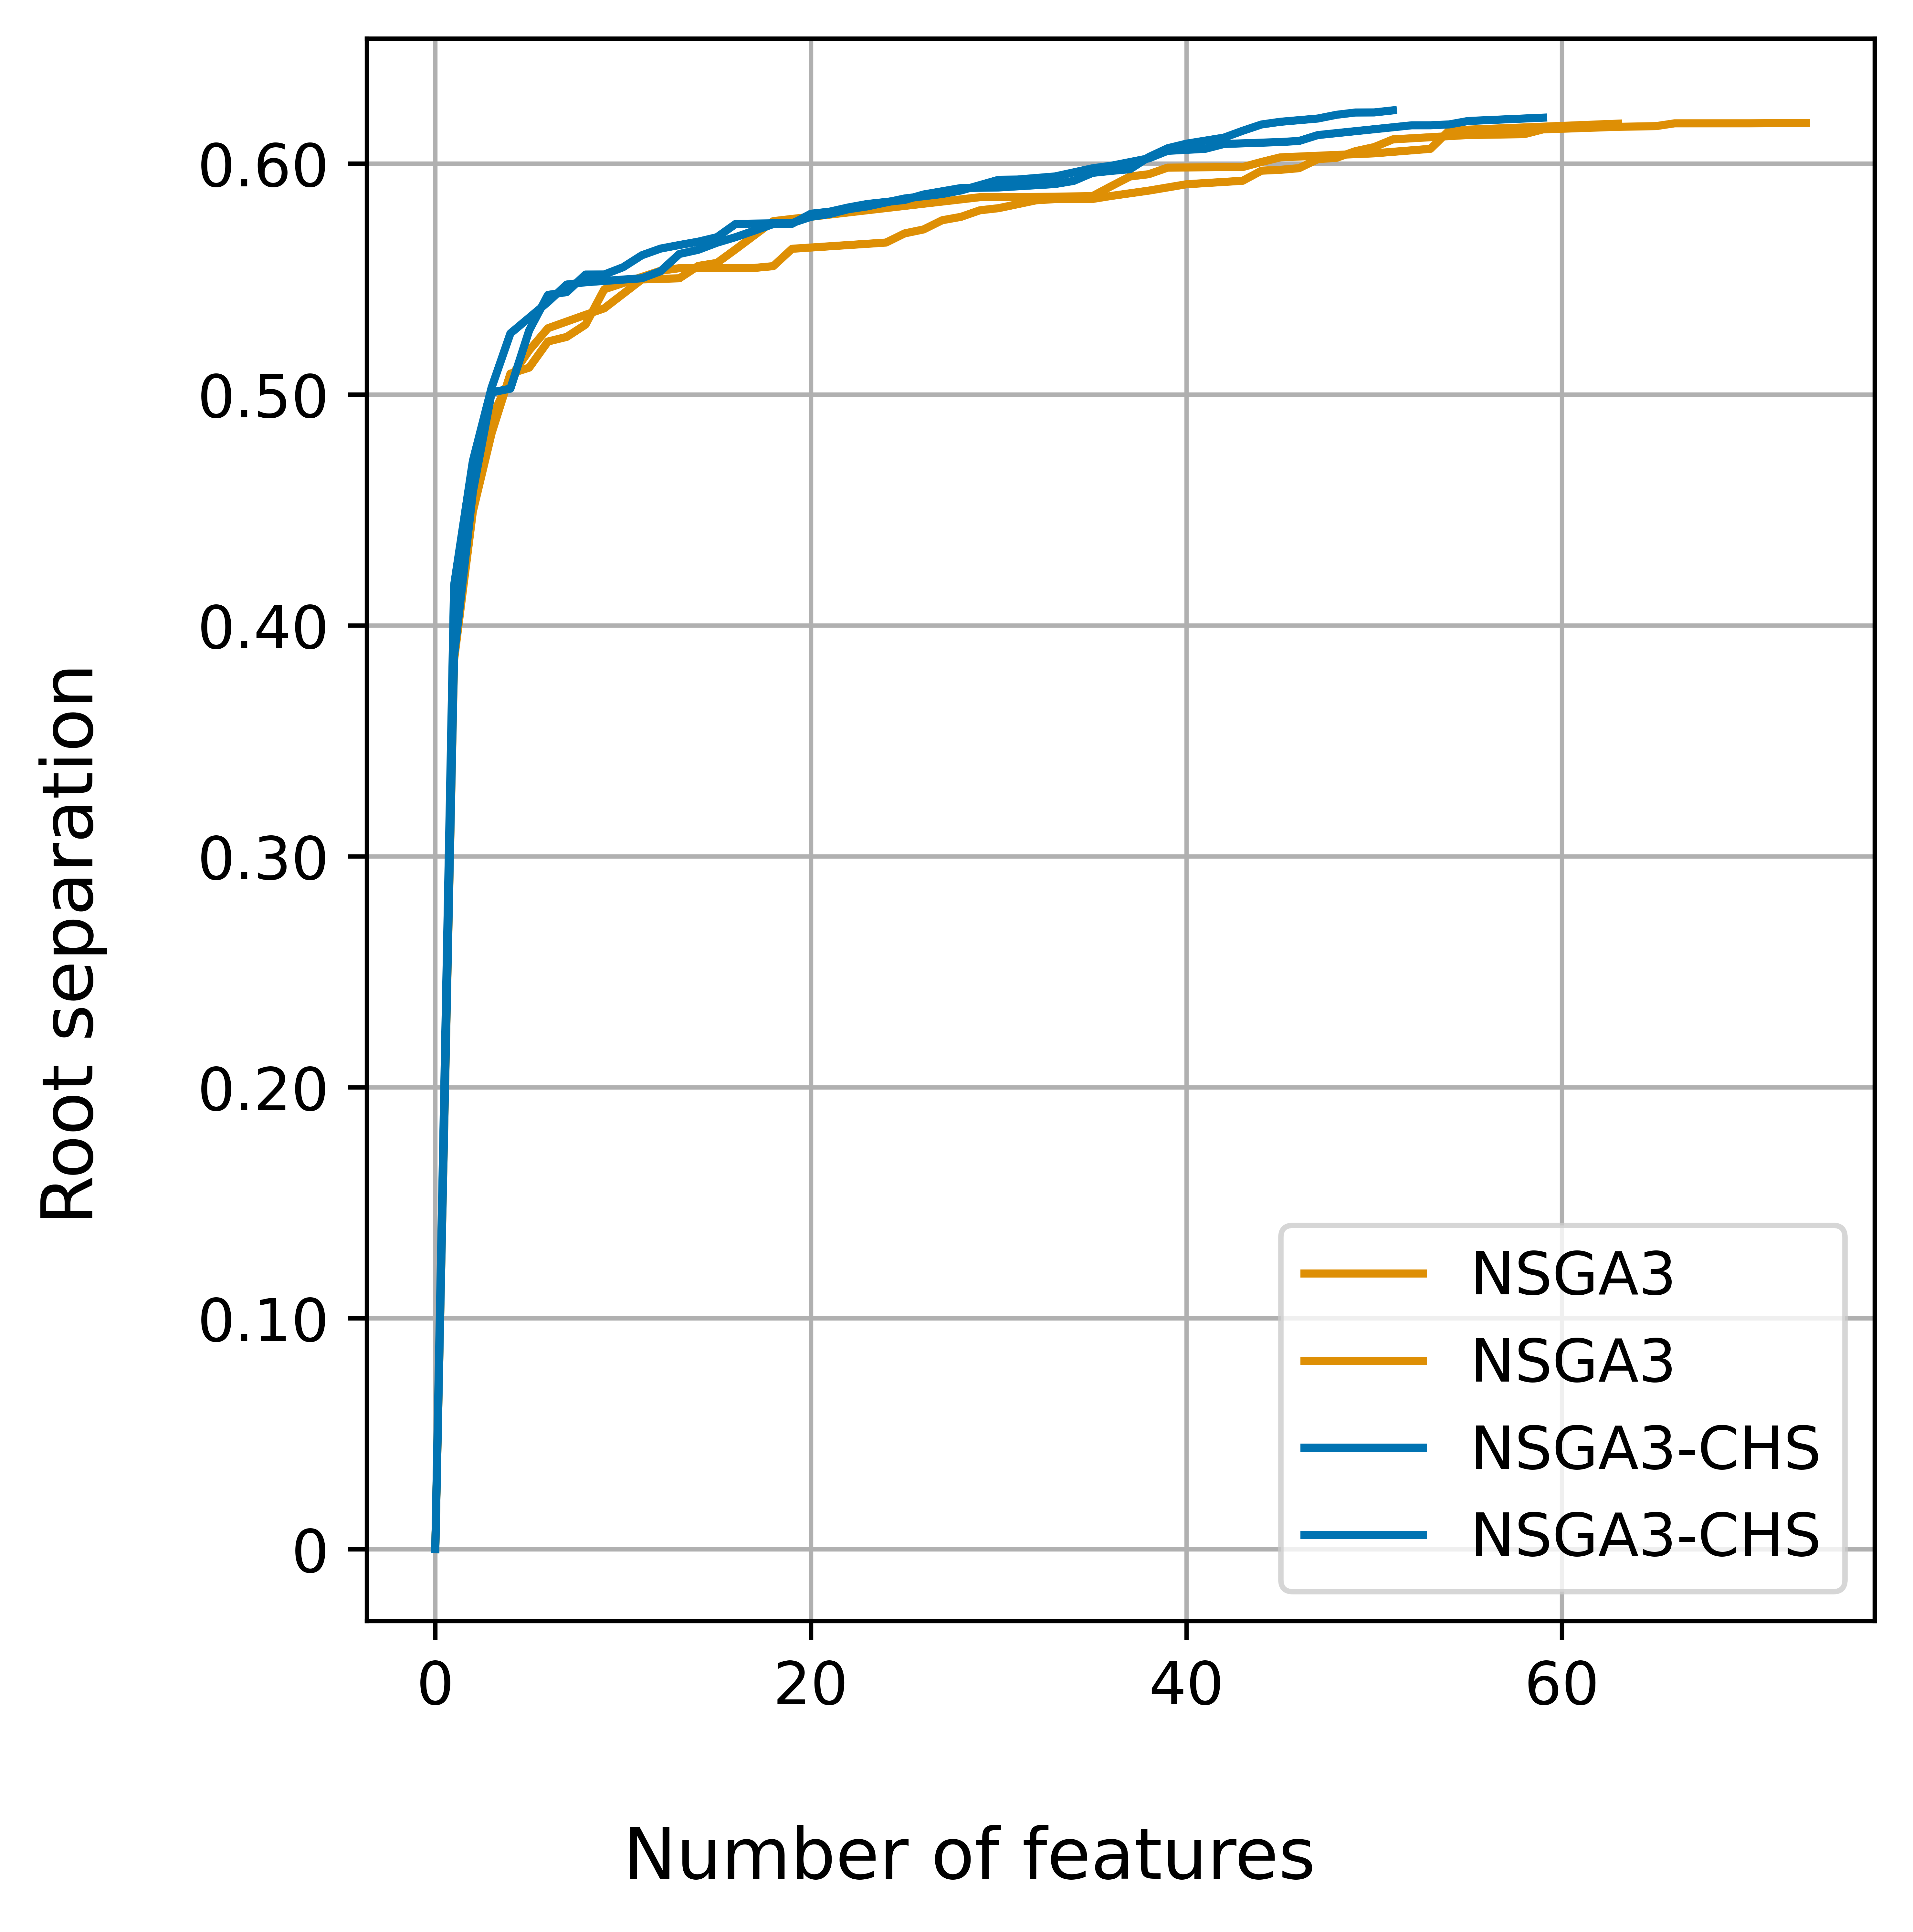 0.60
0.50
0.40
0.30
0.20
0.10
0
Root separation
NSGA3
NSGA3
NSGA3-CHS
NSGA3-CHS
0 20 40 60
Number of features